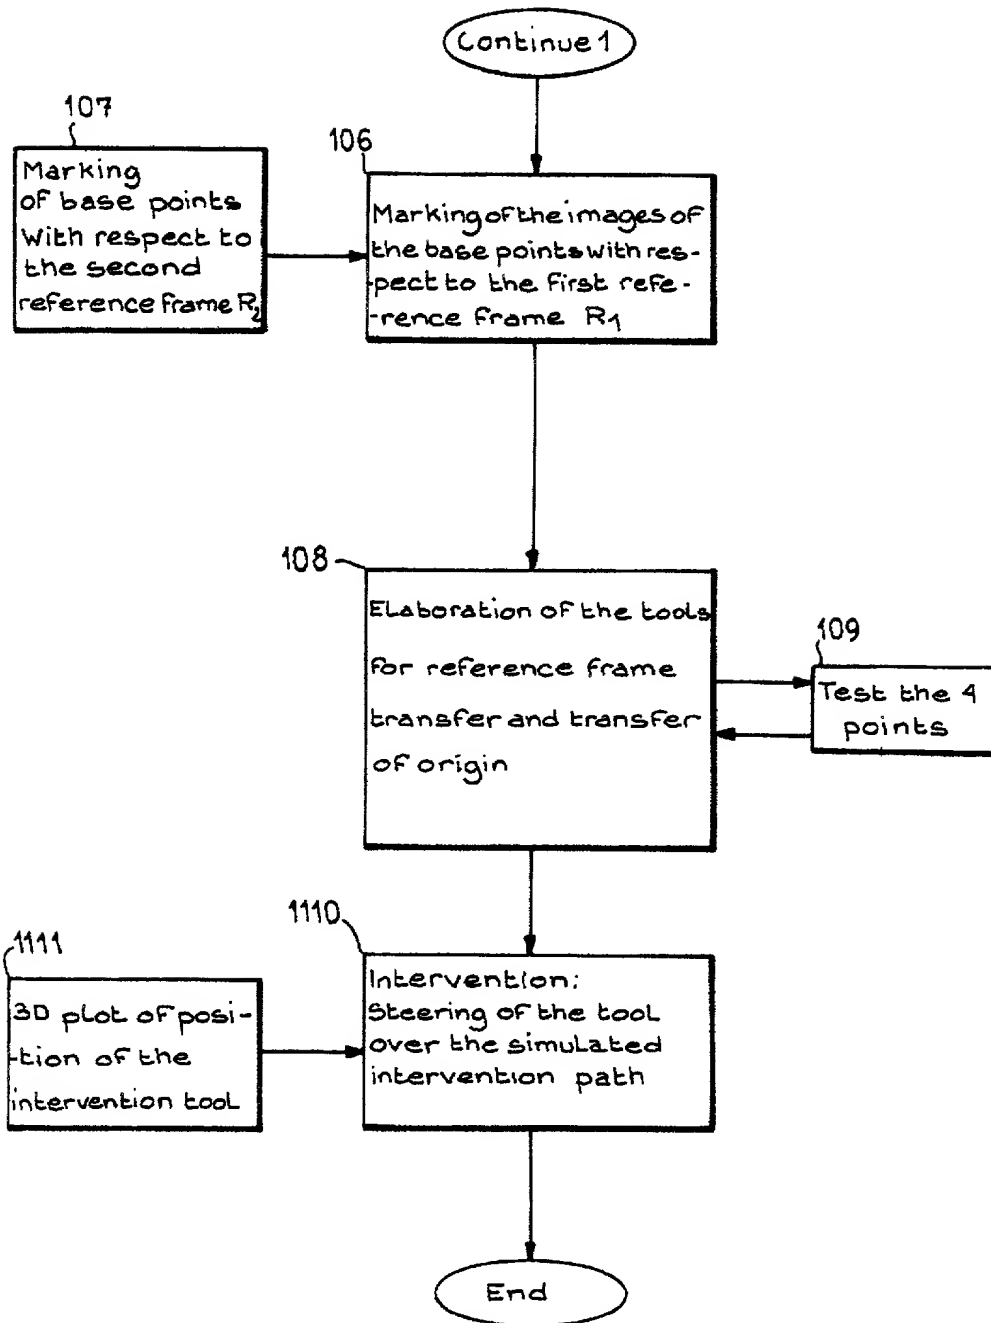 Continue 1
107
Marking
of base points
With respect to
the second
reference frame R2
106
Marking of the images of
the base points with res-
-pect to the first refe-
-rence frame R1
108
Elaboration of the tools
for reference frame
transfer and transfer
of origin
109
Test the 4
points
1110
Intervention:
Steering of the tool
over the simulated
intervention path
1111
3D plot of posi-
-tion of the
intervention tool
End